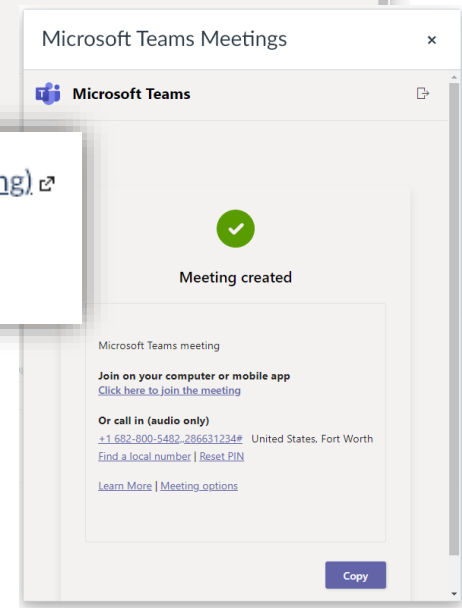 Microsoft Teams Meetings ×
Microsoft Teams
Meeting created
Microsoft Teams meeting
Join on your computer or mobile app
Click here to join the meeting
Or call in (audio only)
+1 682-800-5482,,286631234# United States, Fort Worth
Find a local number | Reset PIN
Learn More | Meeting options
Copy